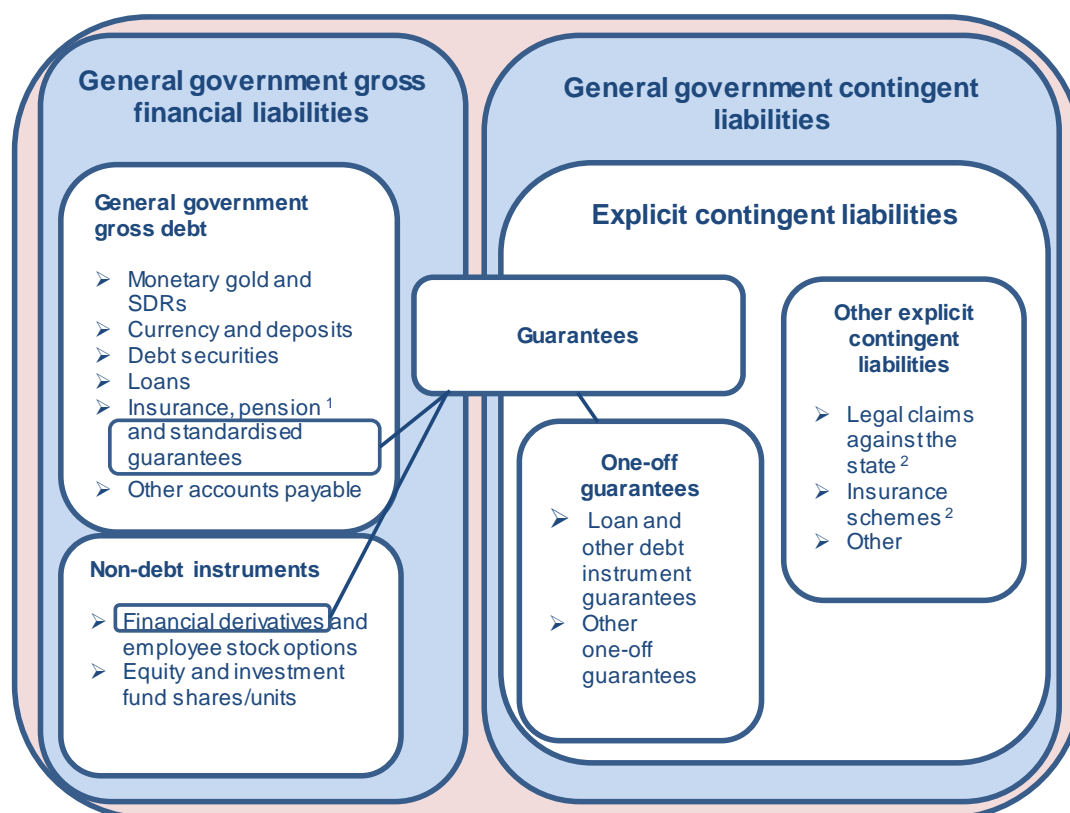 General government gross
financial liabilities
General government
gross debt
➢ Monetary gold and
SDRs
➢ Currency and deposits
➢ Debt securities
➢ Loans
➢ Insurance, pension ¹
and standardised
guarantees
➢ Other accounts payable
Non-debt instruments
➢ Financial derivatives and
employee stock options
➢ Equity and investment
fund shares/units
Guarantees
General government contingent
liabilities
Explicit contingent liabilities
One-off
guarantees
➢ Loan and
other debt
instrument
guarantees
➢ Other
one-off
guarantees
Other explicit
contingent
liabilities
➢ Legal claims
against the
state ²
➢ Insurance
schemes ²
➢ Other